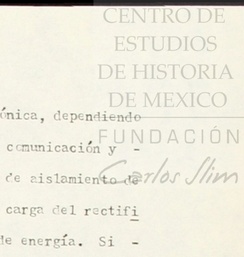 CENTRO DE
ESTUDIOS
DE HISTORIA
DE MEXICO
FUNDACIÓN
Carlos Slim
ónica, dependiendo
comunicación y -
de aislamiento de
carga del rectifi
de energía. Si -